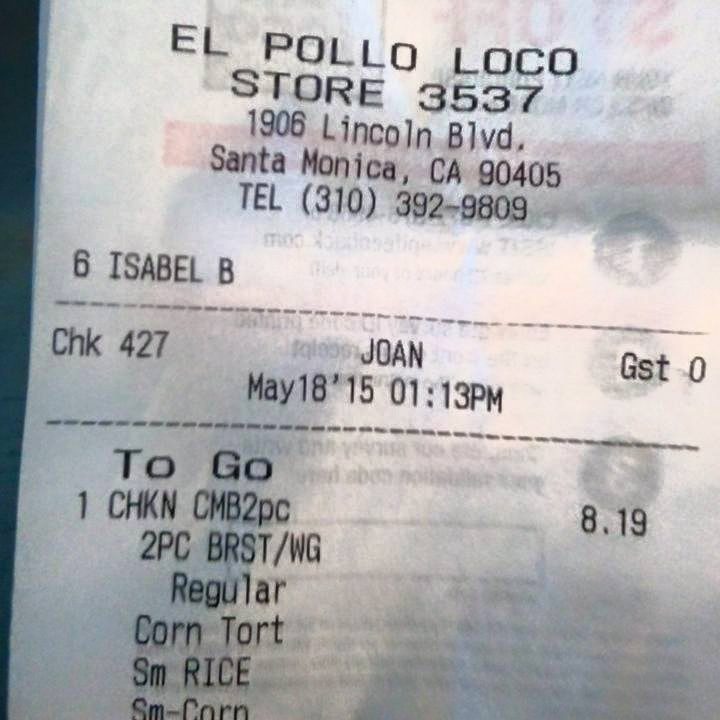 EL POLLO LOCO
STORE 3537
1906 Lincoln Blvd.
Santa Monica, CA 90405
TEL (310) 392-9809
6 ISABEL B
Chk 427 JOAN Gst 0
May18'15 01:13PM
To Go
1 CHKN CMB2pc 8.19
2PC BRST/WG
Regular
Corn Tort
Sm RICE
Sm-Corn